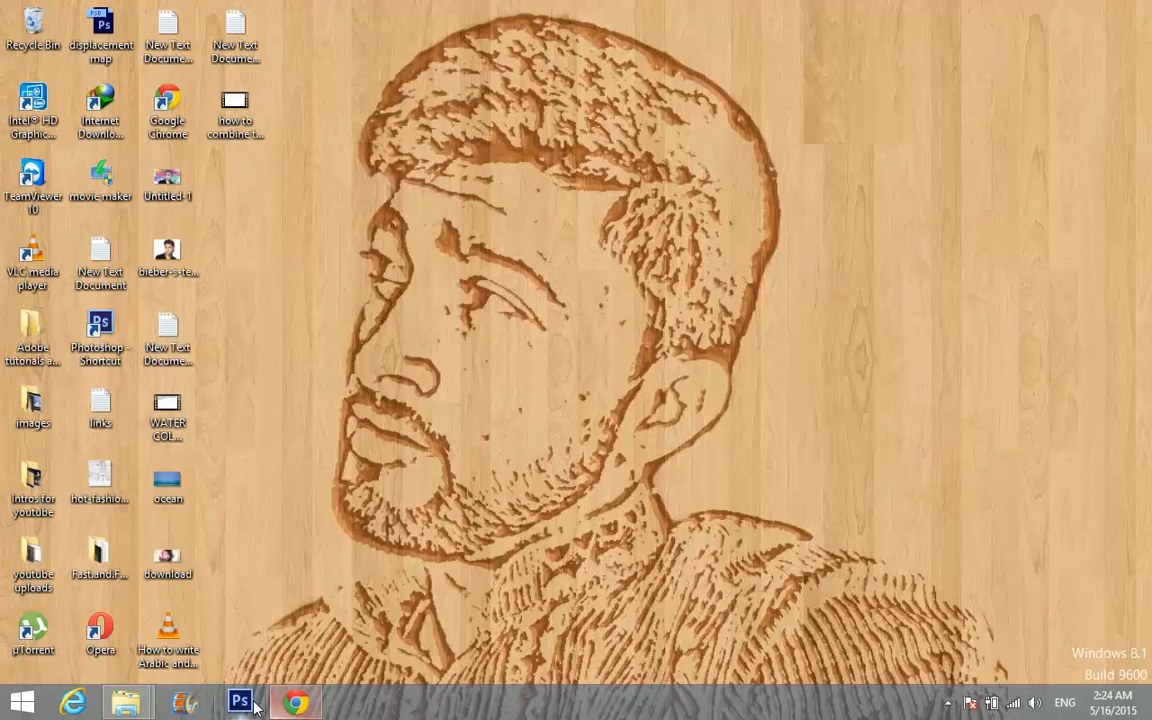 Recycle Bin
displacement map
New Text Docume...
New Text Docume...
Intel® HD Graphic...
Internet Downlo...
Google Chrome
how to combine t...
TeamViewer 10
movie maker
Untitled-1
VLC media player
New Text Document
bieber-s-te...
Adobe tutorials a...
Photoshop - Shortcut
New Text Docume...
images
links
WATER COL...
Intros for youtube
hot-fashio...
ocean
youtube uploads
Fast.and.F...
download
µTorrent
Opera
How to write Arabic and...
Windows 8.1
Build 9600
Ps
ENG
2:24 AM
5/16/2015